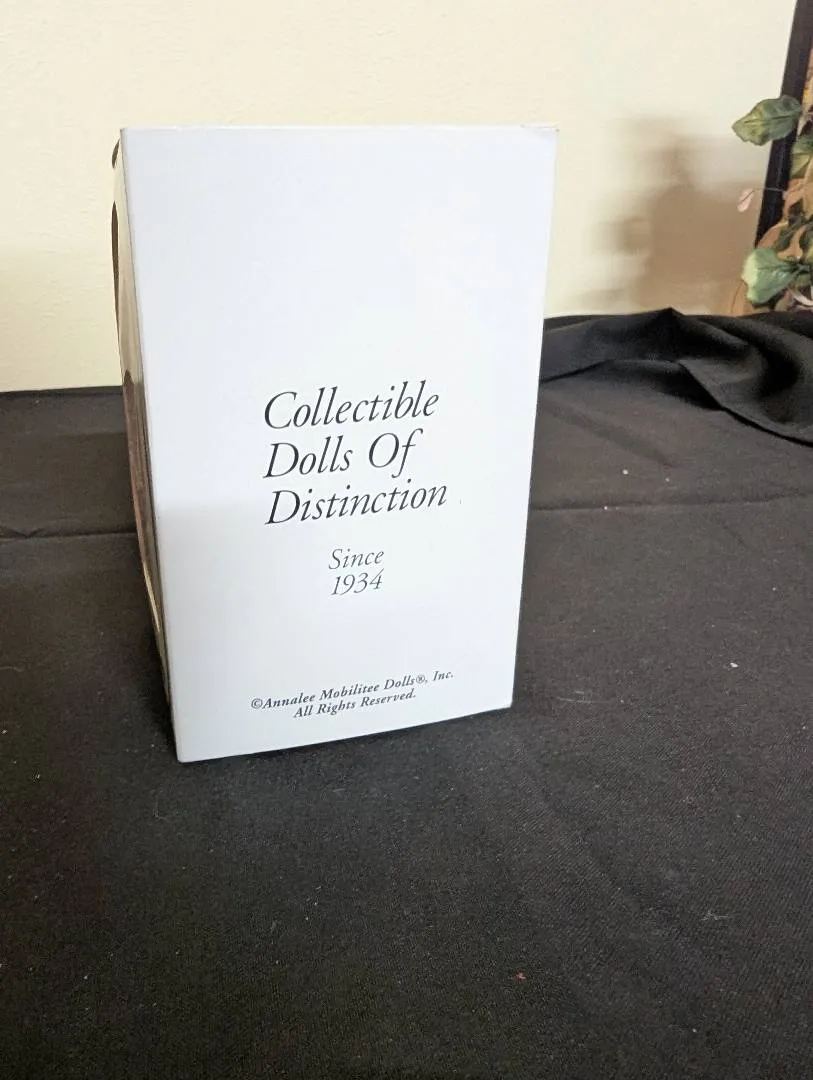 Collectible
Dolls Of
Distinction
Since
1934
©Annalee Mobilitee Dolls®, Inc.
All Rights Reserved.